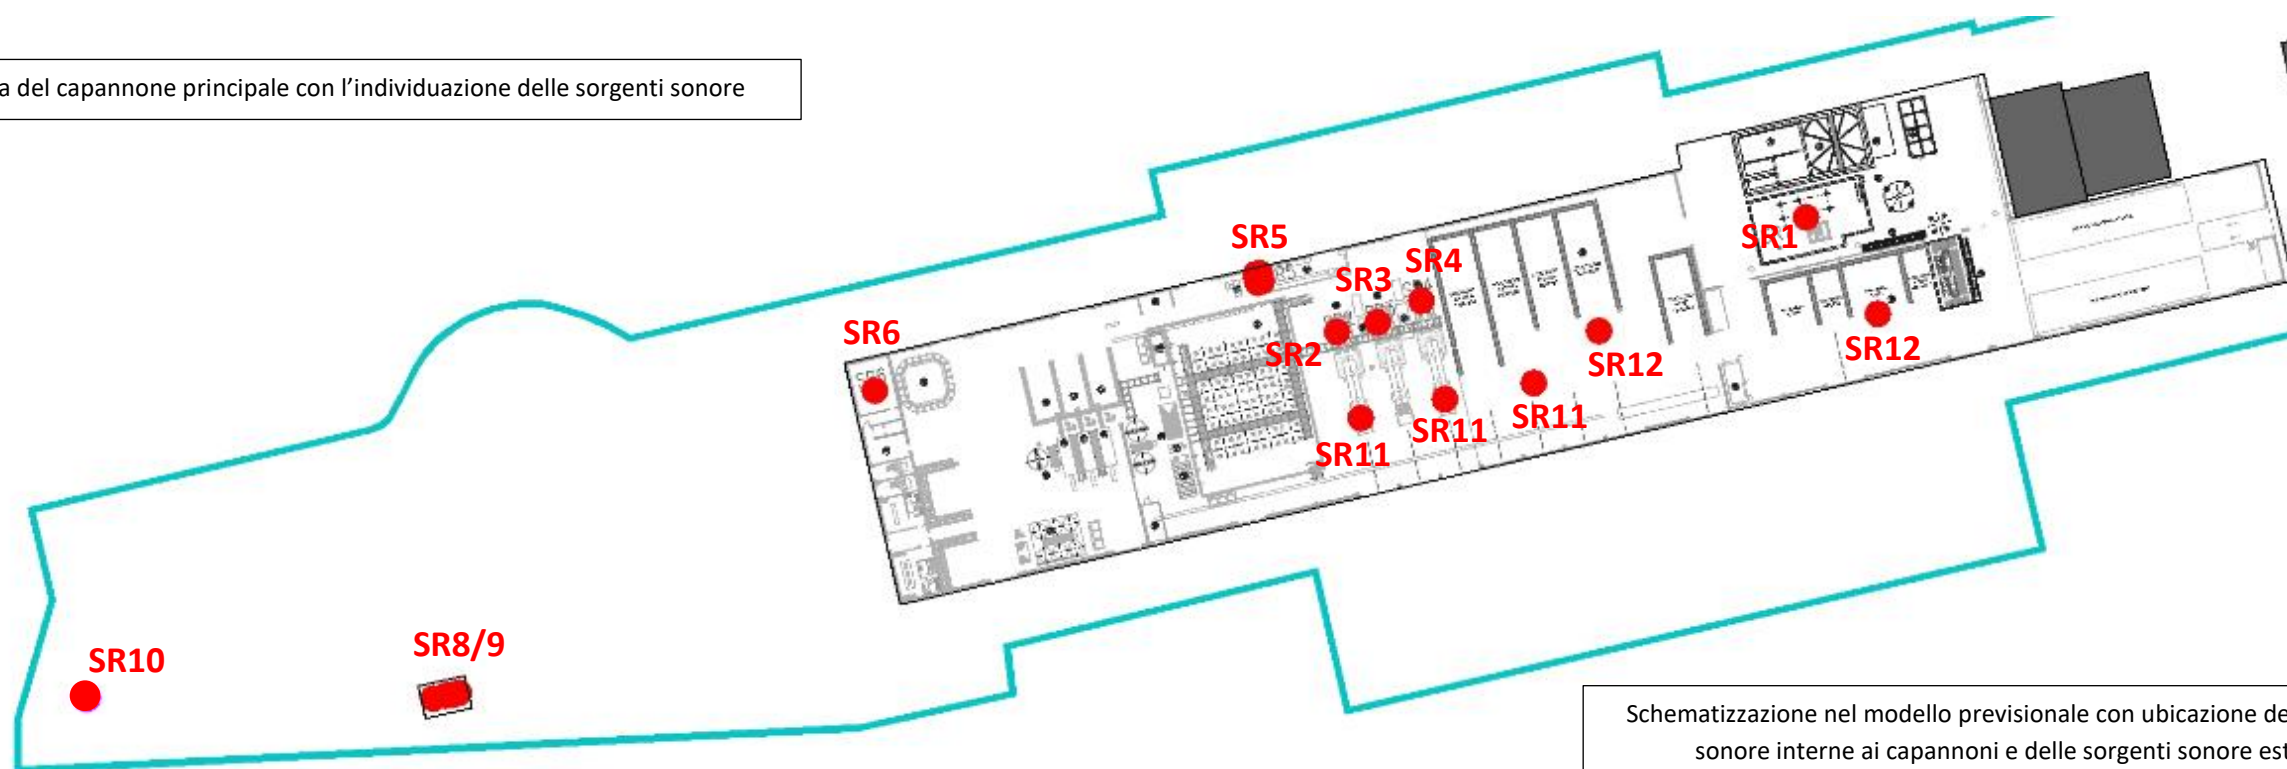 a del capannone principale con l'individuazione delle sorgenti sonore
SR5
SR4
SR1
SR3
SR6
SR2
SR12
SR12
SR11
SR11
SR11
SR8/9
SR10
Schematizzazione nel modello previsionale con ubicazione de
sonore interne ai capannoni e delle sorgenti sonore est